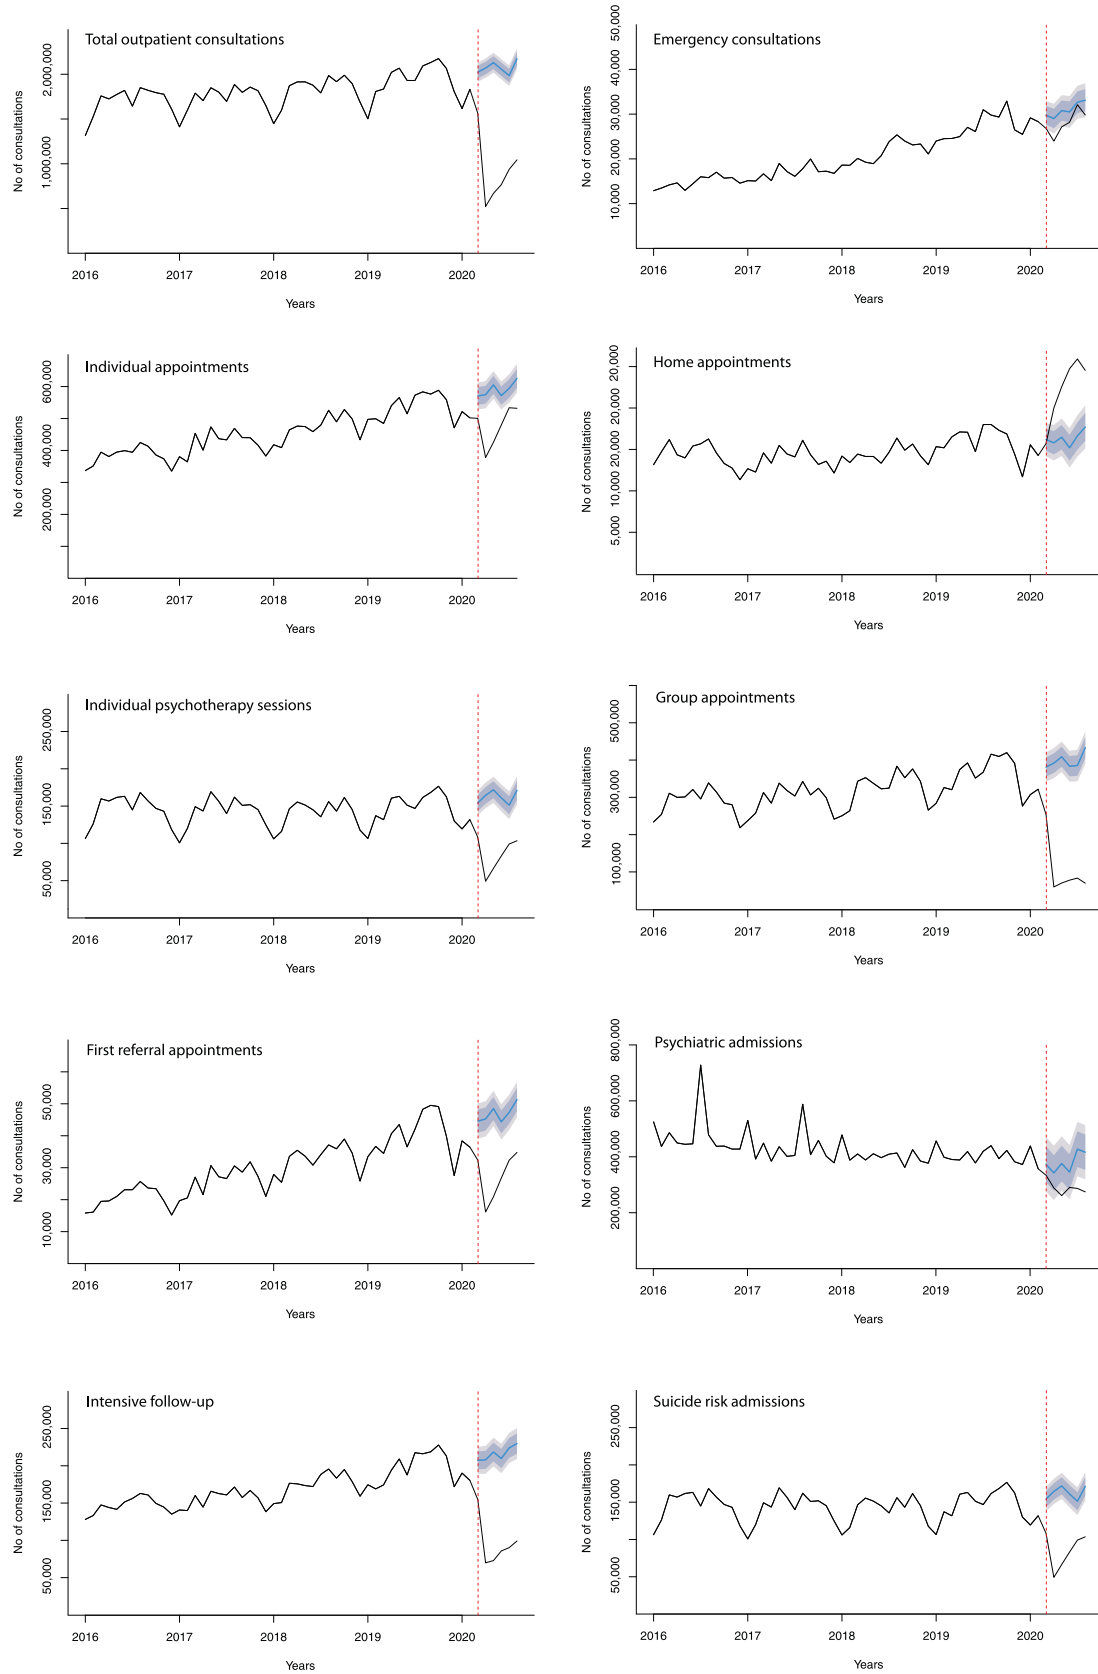 Total outpatient consultations
No of consultations
2,000,000
1,000,000
2016 2017 2018 2019 2020
Years
Emergency consultations
No of consultations
50,000
40,000
30,000
20,000
10,000
2016 2017 2018 2019 2020
Years
Individual appointments
No of consultations
600,000
400,000
200,000
2016 2017 2018 2019 2020
Years
Home appointments
No of consultations
20,000
20,000
20,000
10,000
5,000
2016 2017 2018 2019 2020
Years
Individual psychotherapy sessions
No of consultations
250,000
150,000
50,000
2016 2017 2018 2019 2020
Years
Group appointments
No of consultations
500,000
300,000
100,000
2016 2017 2018 2019 2020
Years
First referral appointments
No of consultations
50,000
30,000
10,000
2016 2017 2018 2019 2020
Years
Psychiatric admissions
No of consultations
800,000
600,000
400,000
200,000
2016 2017 2018 2019 2020
Years
Intensive follow-up
No of consultations
250,000
150,000
50,000
2016 2017 2018 2019 2020
Years
Suicide risk admissions
No of consultations
250,000
150,000
50,000
2016 2017 2018 2019 2020
Years